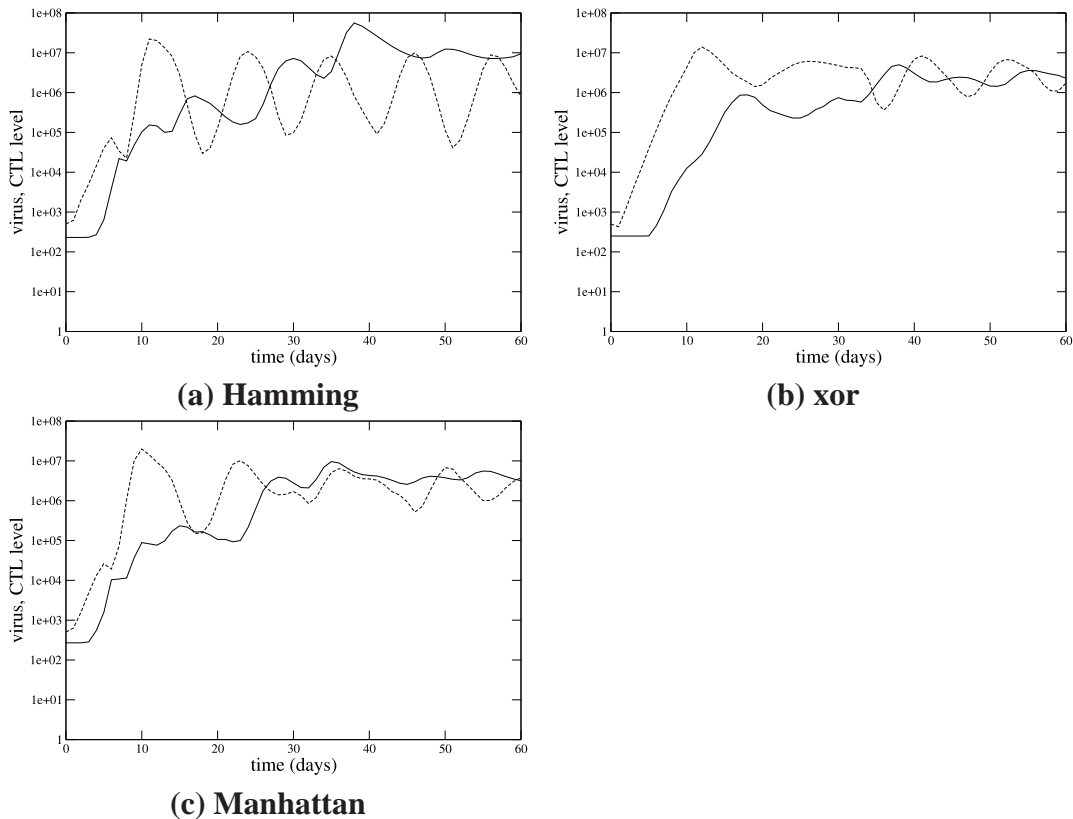 1e+08
1e+07
1e+06
1e+05
1e+04
1e+03
1e+02
1e+01
1
virus, CTL level
0 10 20 30 40 50 60
time (days)
(a) Hamming
1e+08
1e+07
1e+06
1e+05
1e+04
1e+03
1e+02
1e+01
1
virus, CTL level
0 10 20 30 40 50 60
time (days)
(b) xor
1e+08
1e+07
1e+06
1e+05
1e+04
1e+03
1e+02
1e+01
1
virus, CTL level
0 10 20 30 40 50 60
time (days)
(c) Manhattan